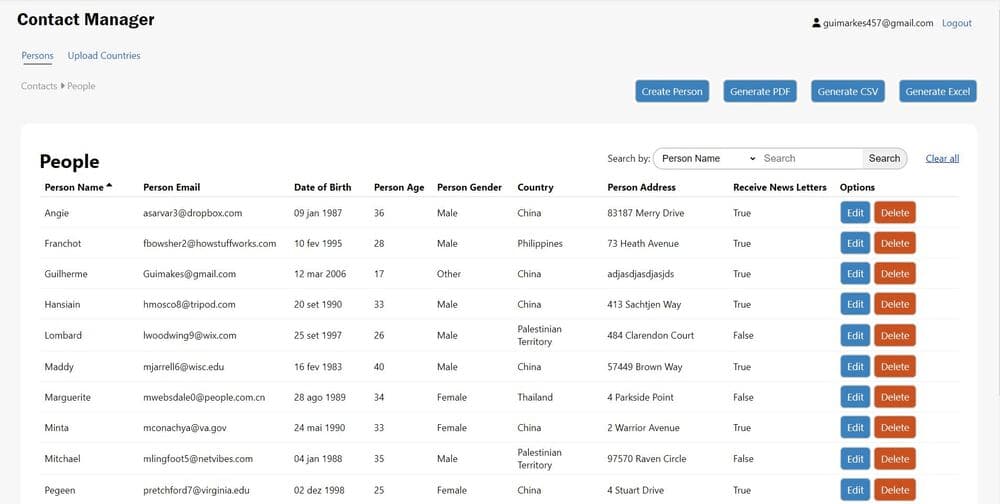 Contact Manager
guimarkes457@gmail.com Logout
Persons Upload Countries
Contacts People
Create Person Generate PDF Generate CSV Generate Excel
People
Search by: Person Name Search Search Clear all
Person Name Person Email Date of Birth Person Age Person Gender Country Person Address Receive News Letters Options
Angie asarvar3@dropbox.com 09 jan 1987 36 Male China 83187 Merry Drive True Edit Delete
Franchot fbowsher2@howstuffworks.com 10 fev 1995 28 Male Philippines 73 Heath Avenue True Edit Delete
Guilherme Guimakes@gmail.com 12 mar 2006 17 Other China adjasdjasdjasjds True Edit Delete
Hansiain hmosco8@tripod.com 20 set 1990 33 Male China 413 Sachtjen Way True Edit Delete
Lombard lwoodwing9@wix.com 25 set 1997 26 Male Palestinian Territory 484 Clarendon Court False Edit Delete
Maddy mjarrell6@wisc.edu 16 fev 1983 40 Male China 57449 Brown Way True Edit Delete
Marguerite mwebsdale0@people.com.cn 28 ago 1989 34 Female Thailand 4 Parkside Point False Edit Delete
Minta mconachya@va.gov 24 mai 1990 33 Female China 2 Warrior Avenue True Edit Delete
Mitchael mlingfoot5@netvibes.com 04 jan 1988 35 Male Palestinian Territory 97570 Raven Circle False Edit Delete
Pegeen pretchford7@virginia.edu 02 dez 1998 25 Female China 4 Stuart Drive True Edit Delete